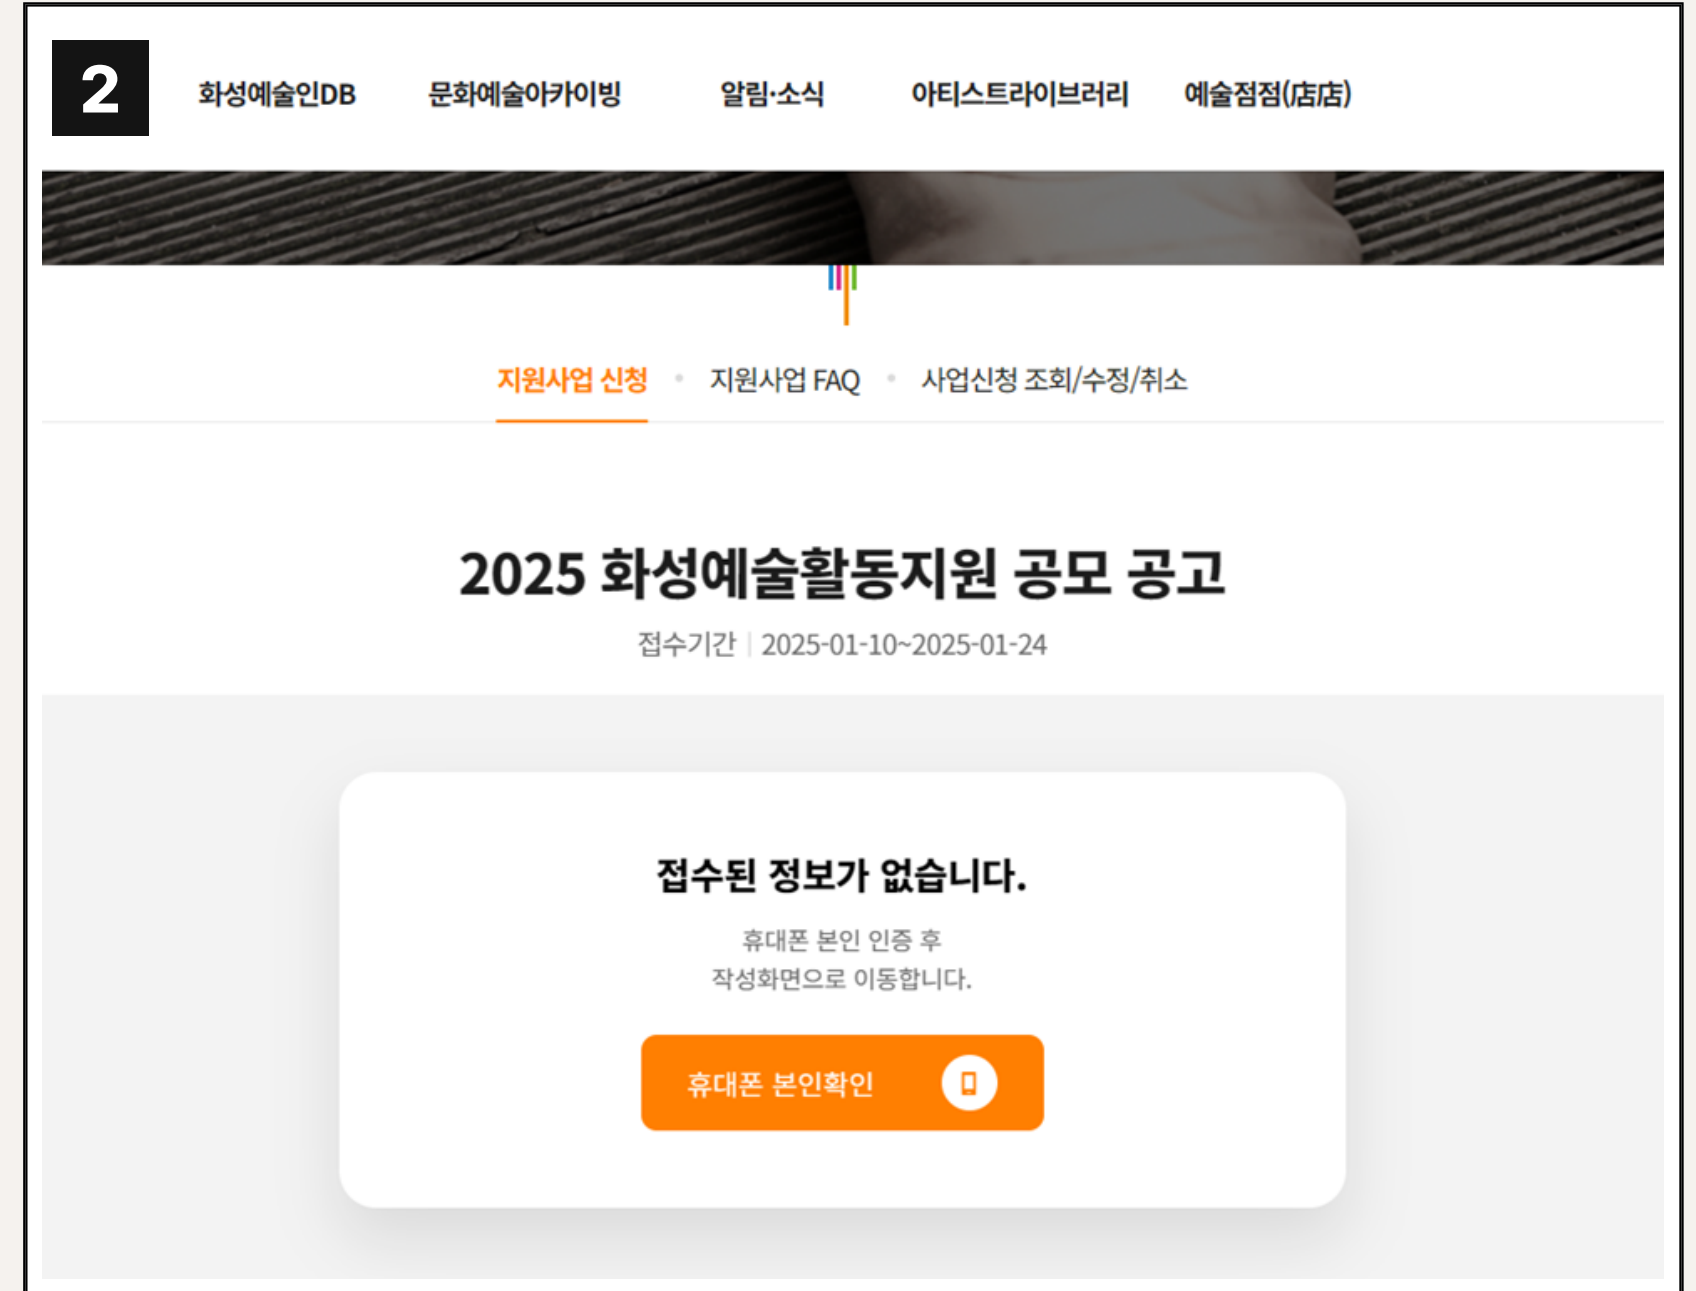 2
화성예술인DB 문화예술아카이빙 알림·소식 아티스트라이브러리 예술점점(店店)
지원사업 신청 • 지원사업 FAQ • 사업신청 조회/수정/취소
2025 화성예술활동지원 공모 공고
접수기간 | 2025-01-10~2025-01-24
접수된 정보가 없습니다.
휴대폰 본인 인증 후
작성화면으로 이동합니다.
휴대폰 본인확인